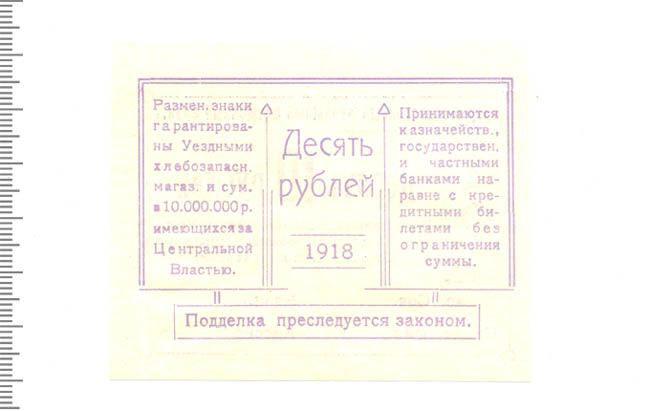 Размен. знаки
гарантирова-
ны Уездными
хлебозапасн.
магаз. и сум.
в 10.000.000 р.
имеющихся за
Центральной
Властью.
Десять
рублей
1918
Принимаются
казначейств.,
государствен.
и частными
банками на-
равне с кре-
дитными би-
летами без
ограничения
суммы.
Подделка преследуется законом.